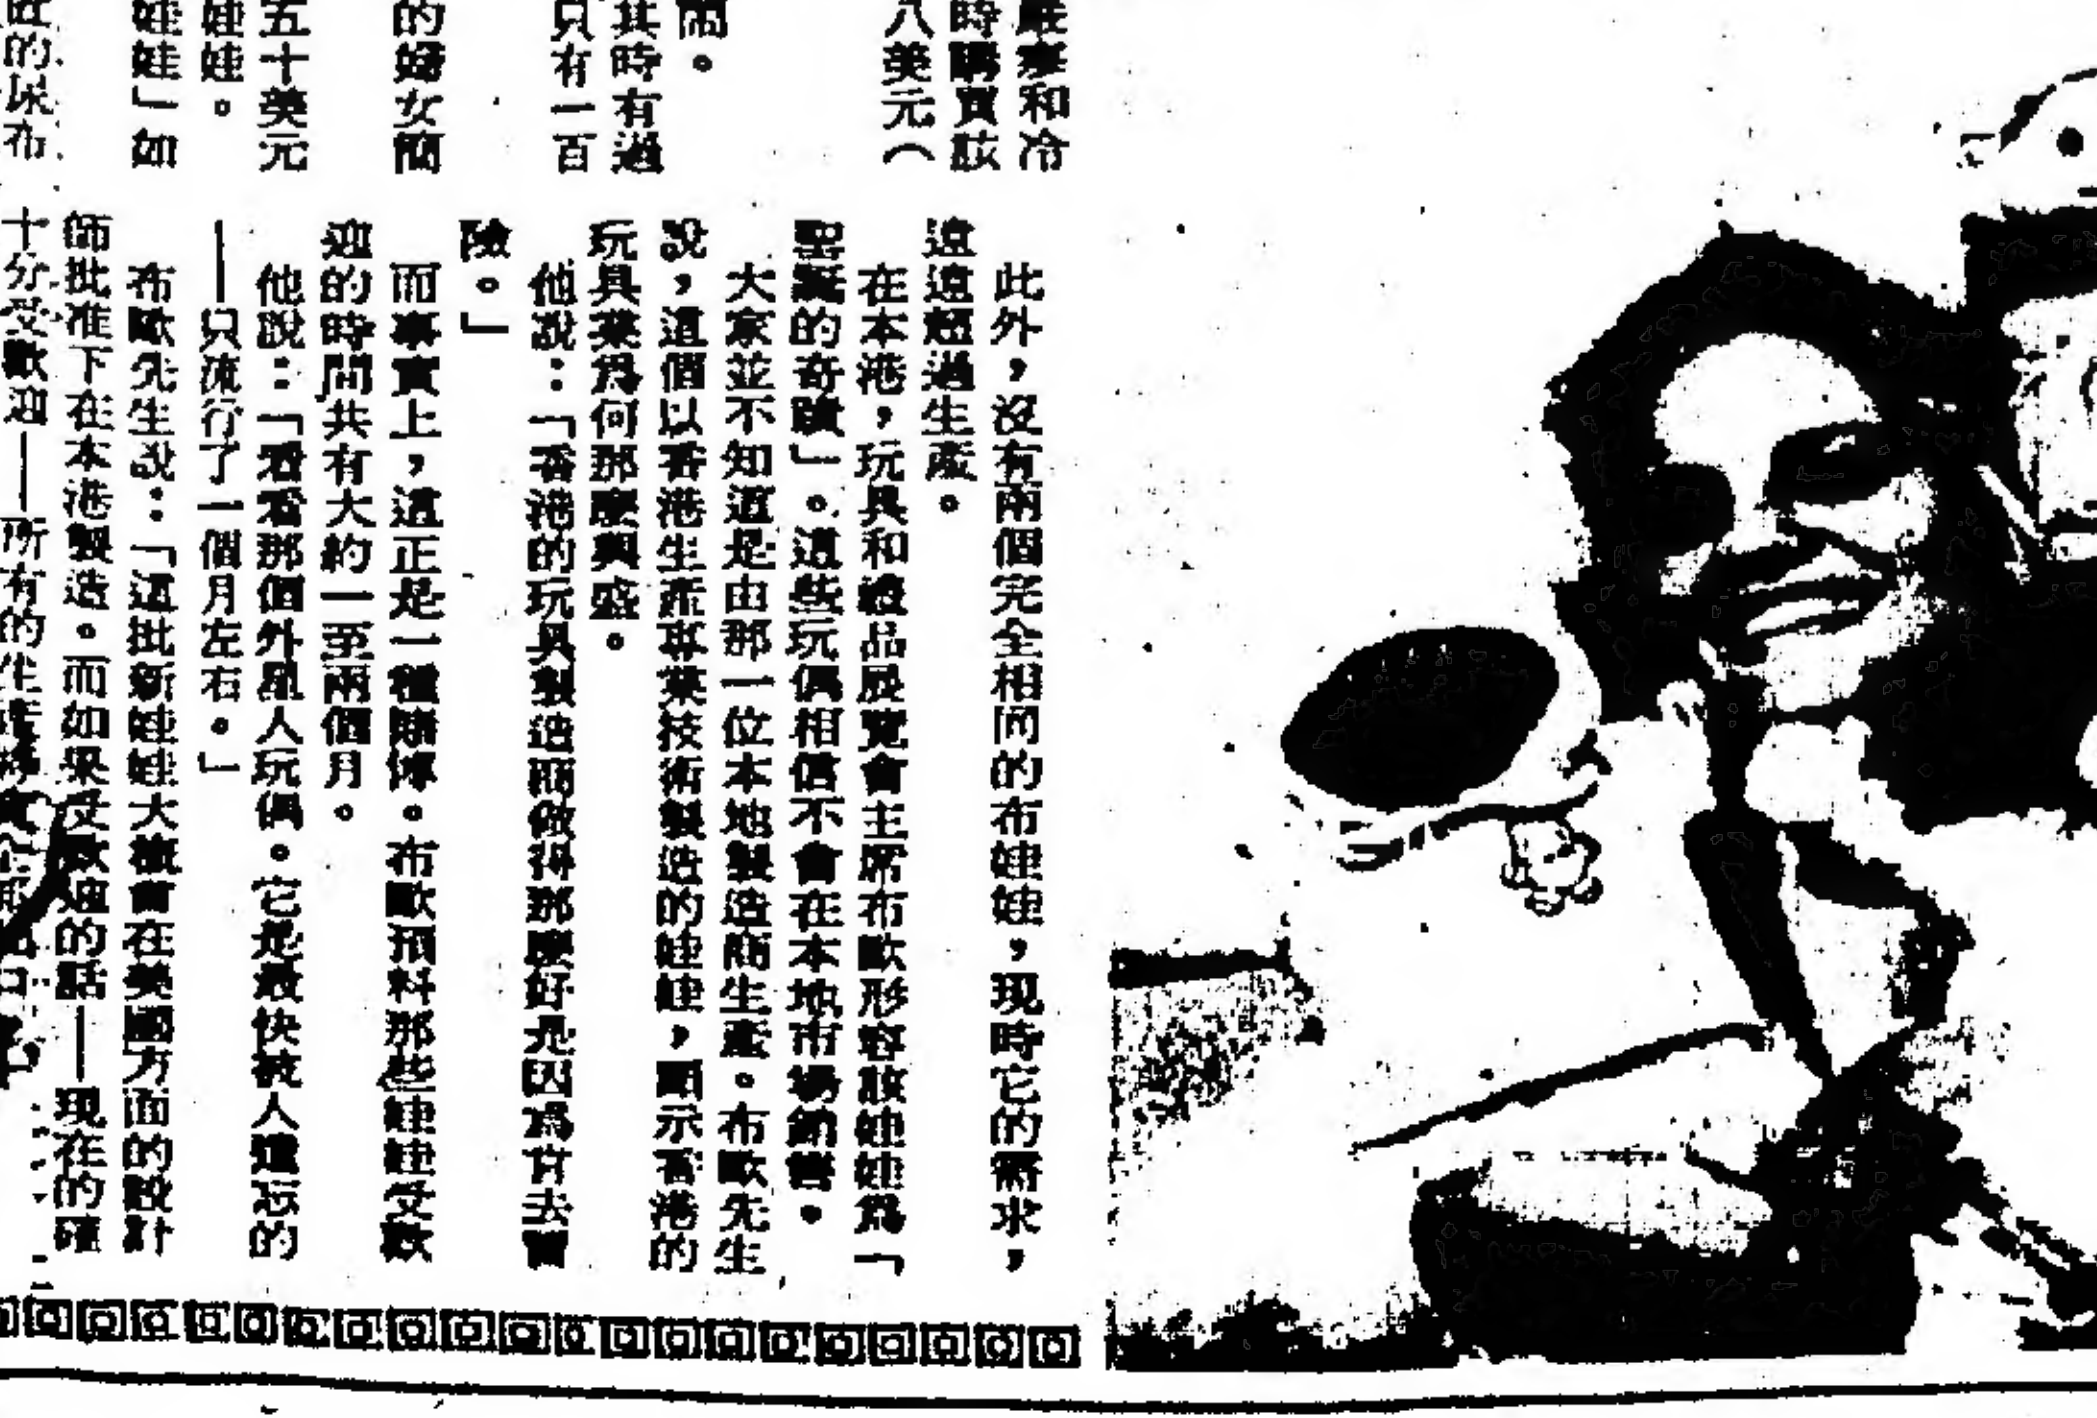 嚴寒和冷
時購買該
八美元（
鬧。
其時有過
只有一百
的婦女簡
五十美元
娃娃。
娃娃」如
的尿布
此外，沒有兩個完全相同的布娃娃，現時它的需求，
遠遠超過生產。
在本港，玩具和禮品展覽會主席布歐形容該娃娃爲「
聖誕的奇蹟」。這些玩偶相信不會在本地市場銷售。
大家並不知道是由那一位本地製造商生產。布歐先生
說，這個以香港生產專業技術製造的娃娃，顯示香港的
玩具業爲何那麼興盛。
他說：「香港的玩具製造商做得那麼好是因爲肯去冒
險。」
而事實上，這正是一種賭博。布歐預料那些娃娃受歡
迎的時間共有大約一至兩個月。
他說：「看看那個外星人玩偶。它是最快被人遺忘的
——只流行了一個月左右。」
布歐先生說：「這批新娃娃大概會在美國方面的設計
師批准下在本港製造。而如果受歡迎的話——現在的確
十分受歡迎——所有的生產